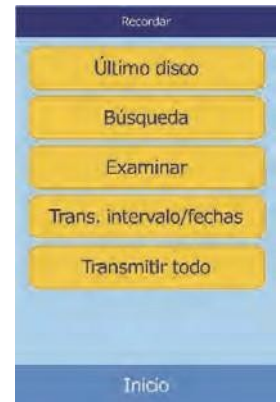 Recordar
Último disco
Búsqueda
Examinar
Trans. intervalo/fechas
Transmitir todo
Inicio